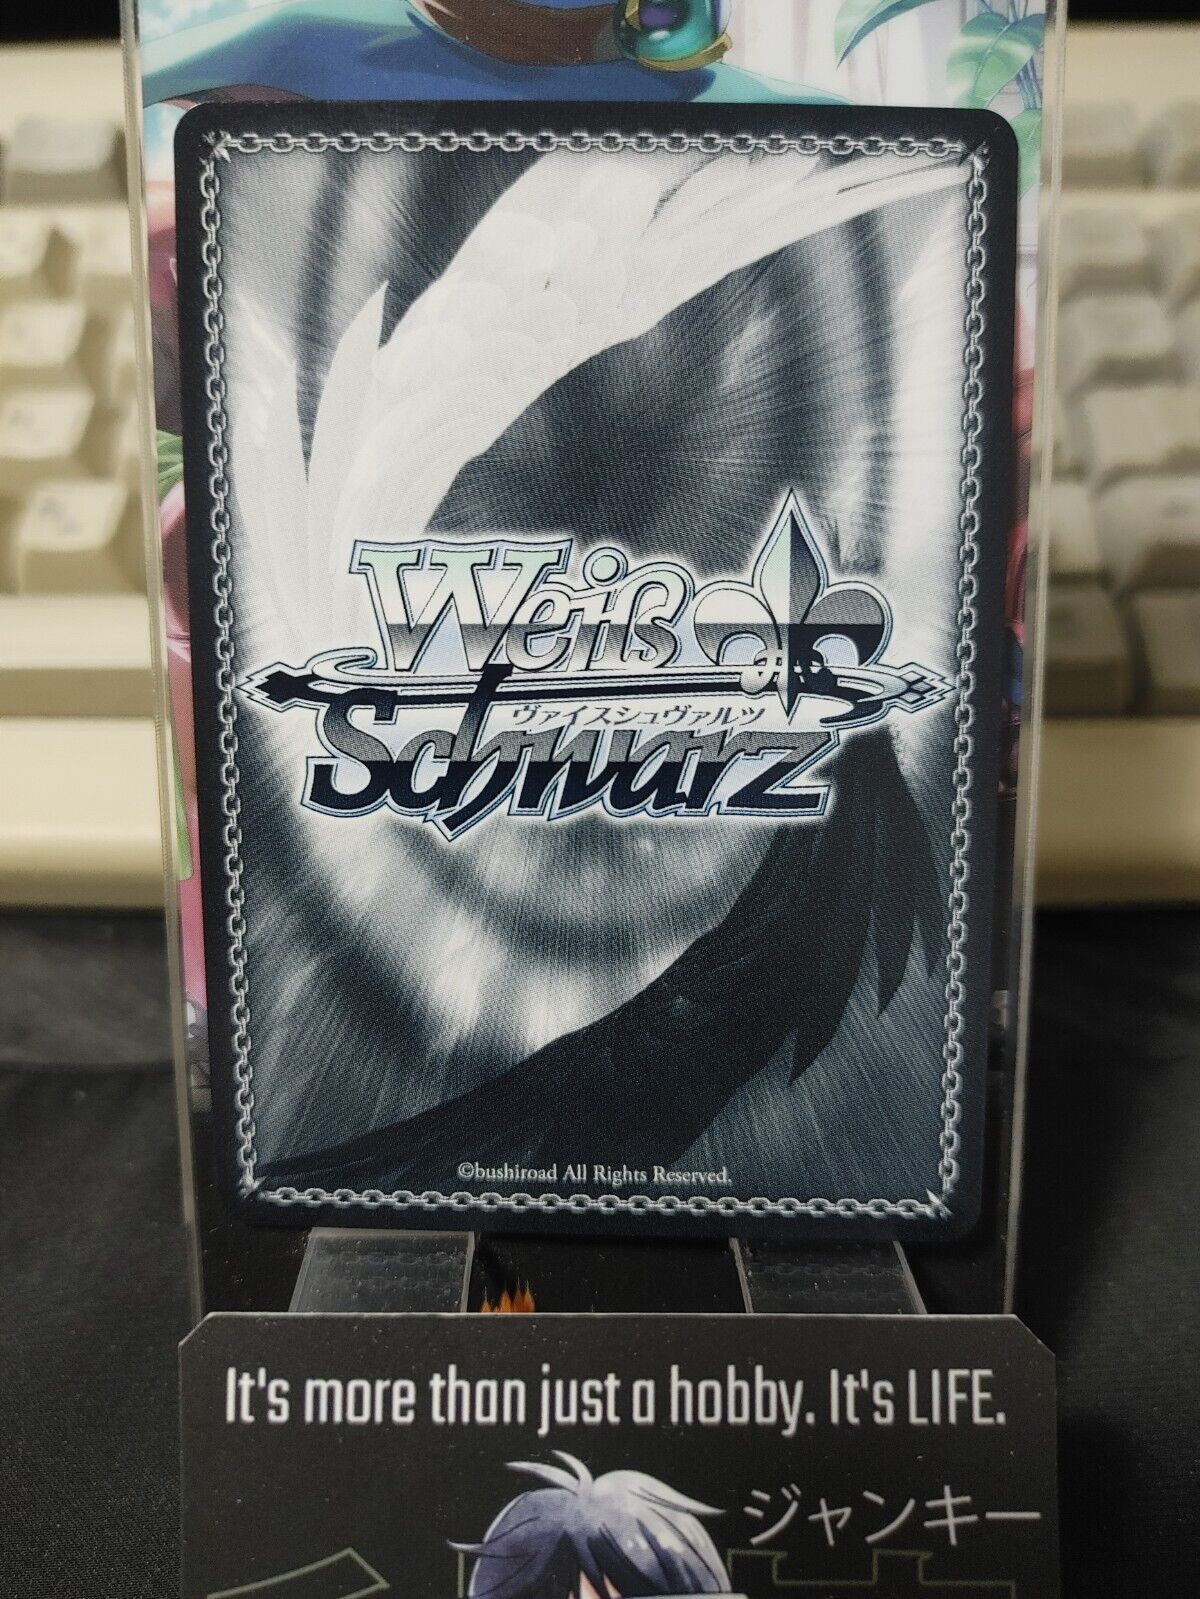 Weiß
ヴァイスシュヴァルツ
Schwarz
©bushiroad All Rights Reserved.
It's more than just a hobby. It's LIFE.
ジャンキー